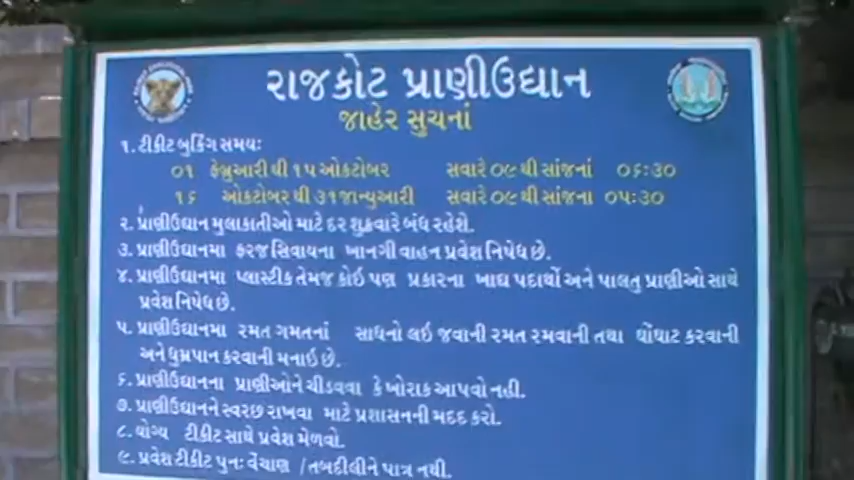 રાજકોટ પ્રાણીઉદ્યાન
જાહેર સુચનાં
૧.ટીકીટ બુકિંગ સમયઃ
૦૧ ફેબ્રુઆરી થી ૧૫ ઓકટોબર સવારે ૦૯ થી સાંજનાં ૦૬:૩૦
૧૬ ઓકટોબર થી ૩૧જાન્યુઆરી સવારે ૦૯ થી સાંજના ૦૫:૩૦
૨. પ્રાણીઉદ્યાન મુલાકાતીઓ માટે દર શુક્રવારે બંધ રહેશે.
૩. પ્રાણીઉદ્યાનમા ફરજ સિવાયના ખાનગી વાહન પ્રવેશ નિષેધ છે.
૪. પ્રાણીઉદ્યાનમા પ્લાસ્ટીક તેમજ કોઇ પણ પ્રકારના ખાદ્ય પદાર્થો અને પાલતુ પ્રાણીઓ સાથે
પ્રવેશ નિષેધ છે.
૫. પ્રાણીઉદ્યાનમા રમત ગમતનાં સાધનો લઇ જવાની રમત રમવાની તથા ઘોંઘાટ કરવાની
અને ધુમ્રપાન કરવાની મનાઇ છે.
૬. પ્રાણીઉદ્યાનના પ્રાણીઓને ચીડવવા કે ખોરાક આપવો નહી.
૭. પ્રાણીઉદ્યાનને સ્વચ્છ રાખવા માટે પ્રશાસનની મદદ કરો.
૮. યોગ્ય ટીકીટ સાથે પ્રવેશ મેળવો.
૯. પ્રવેશ ટીકીટ પુનઃ વેંચાણ /તબદીલીને પાત્ર નથી.